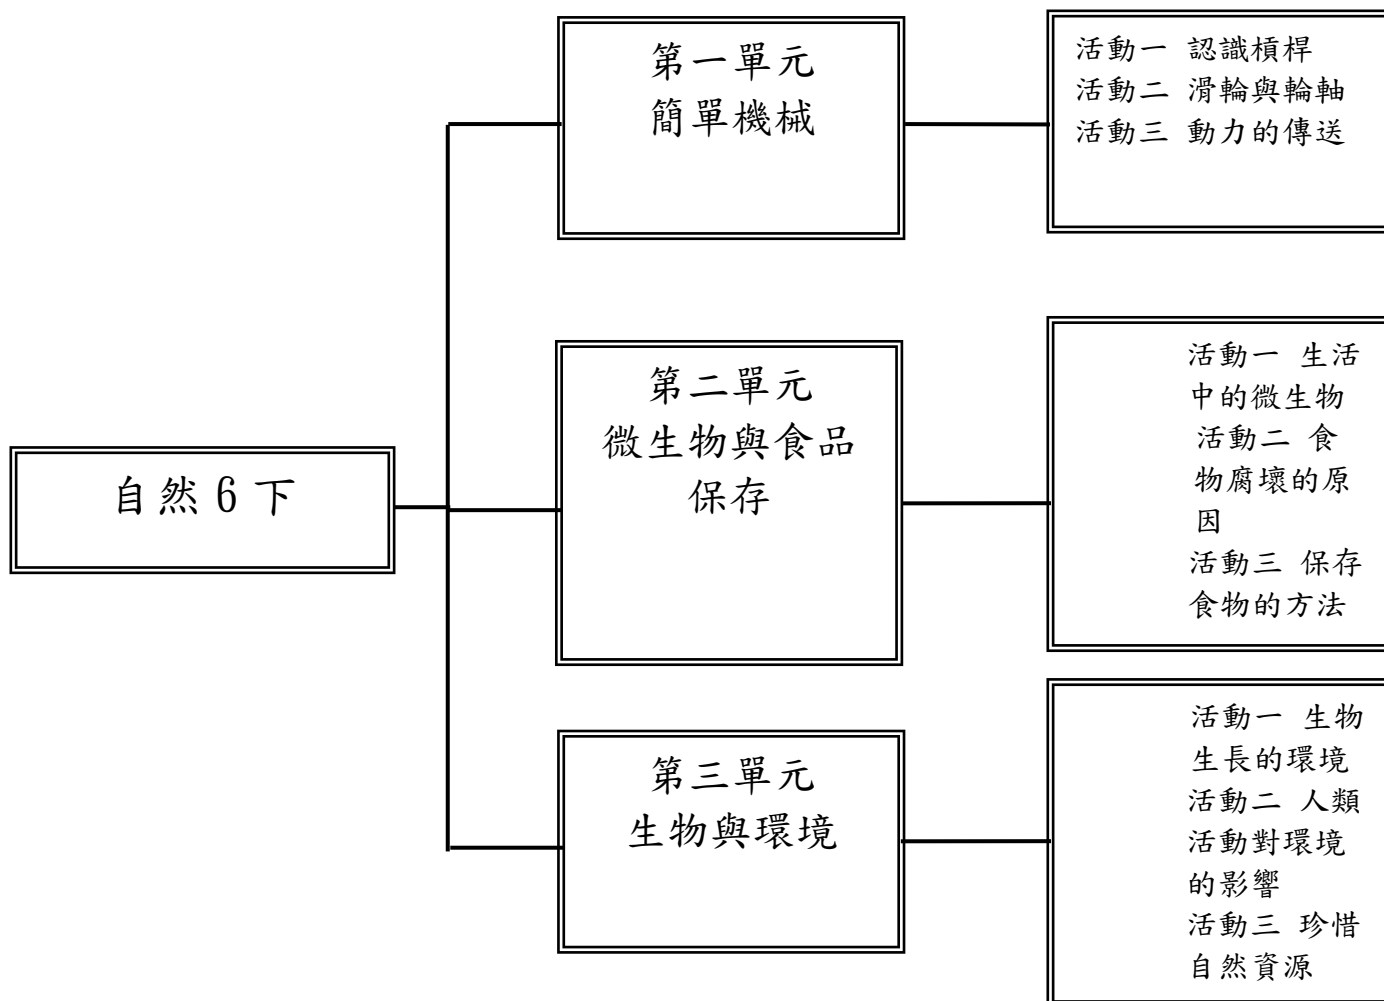 自然6下
第一單元
簡單機械
活動一 認識槓桿
活動二 滑輪與輪軸
活動三 動力的傳送
第二單元
微生物與食品
保存
活動一 生活
中的微生物
活動二 食
物腐壞的原
因
活動三 保存
食物的方法
第三單元
生物與環境
活動一 生物
生長的環境
活動二 人類
活動對環境
的影響
活動三 珍惜
自然資源